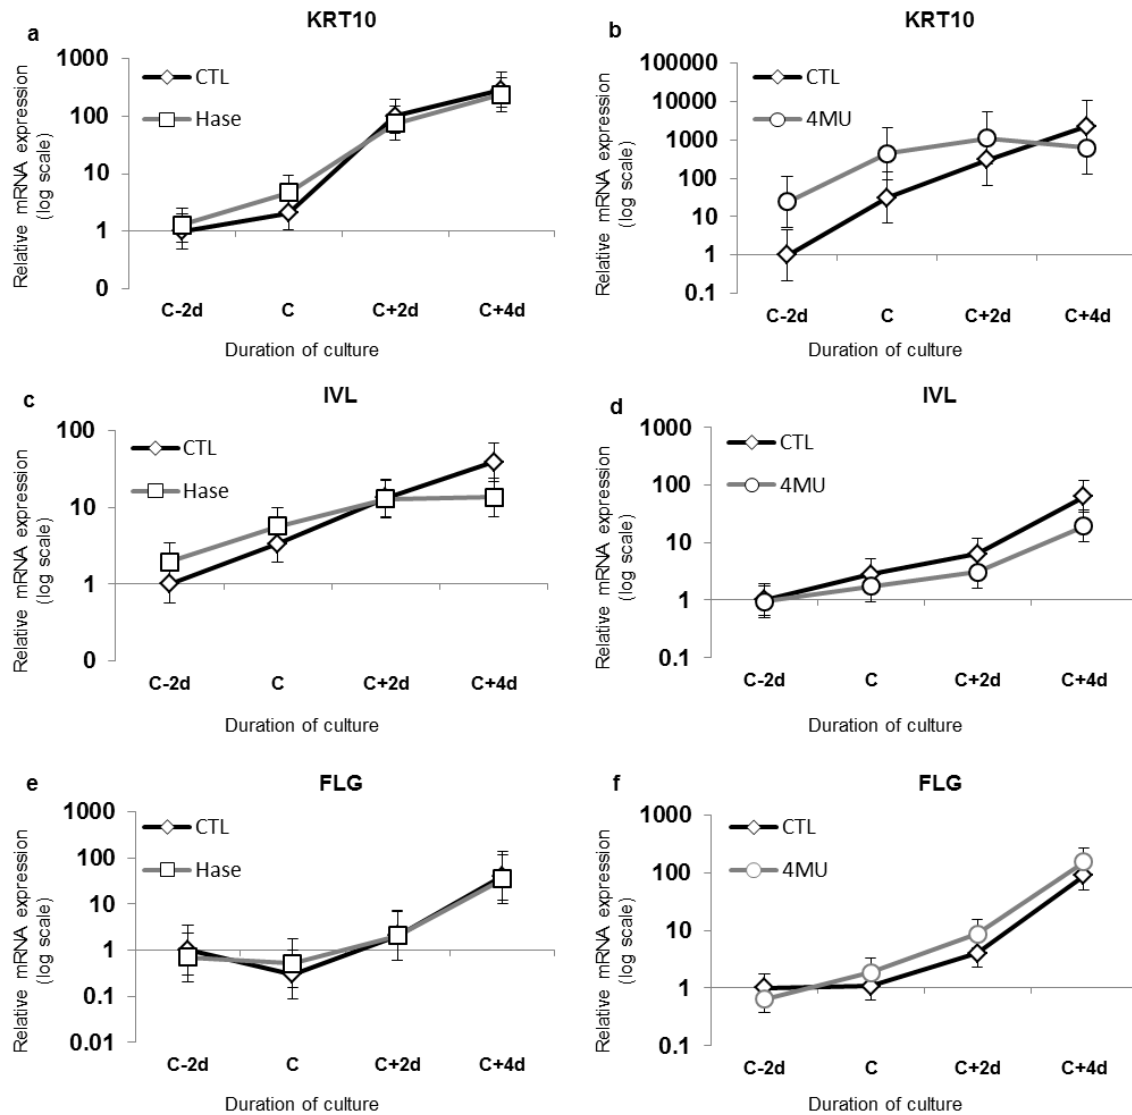 a
KRT10
Relative mRNA expression
(log scale)
1000
100
10
1
0
CTL
Hase
C-2d
C
C+2d
C+4d
Duration of culture
b
KRT10
Relative mRNA expression
(log scale)
100000
10000
1000
100
10
1
0.1
CTL
4MU
C-2d
C
C+2d
C+4d
Duration of culture
c
IVL
Relative mRNA expression
(log scale)
100
10
1
0
CTL
Hase
C-2d
C
C+2d
C+4d
Duration of culture
d
IVL
Relative mRNA expression
(log scale)
1000
100
10
1
0.1
CTL
4MU
C-2d
C
C+2d
C+4d
Duration of culture
e
FLG
Relative mRNA expression
(log scale)
1000
100
10
1
0.1
0.01
CTL
Hase
C-2d
C
C+2d
C+4d
Duration of culture
f
FLG
Relative mRNA expression
(log scale)
1000
100
10
1
0.1
CTL
4MU
C-2d
C
C+2d
C+4d
Duration of culture